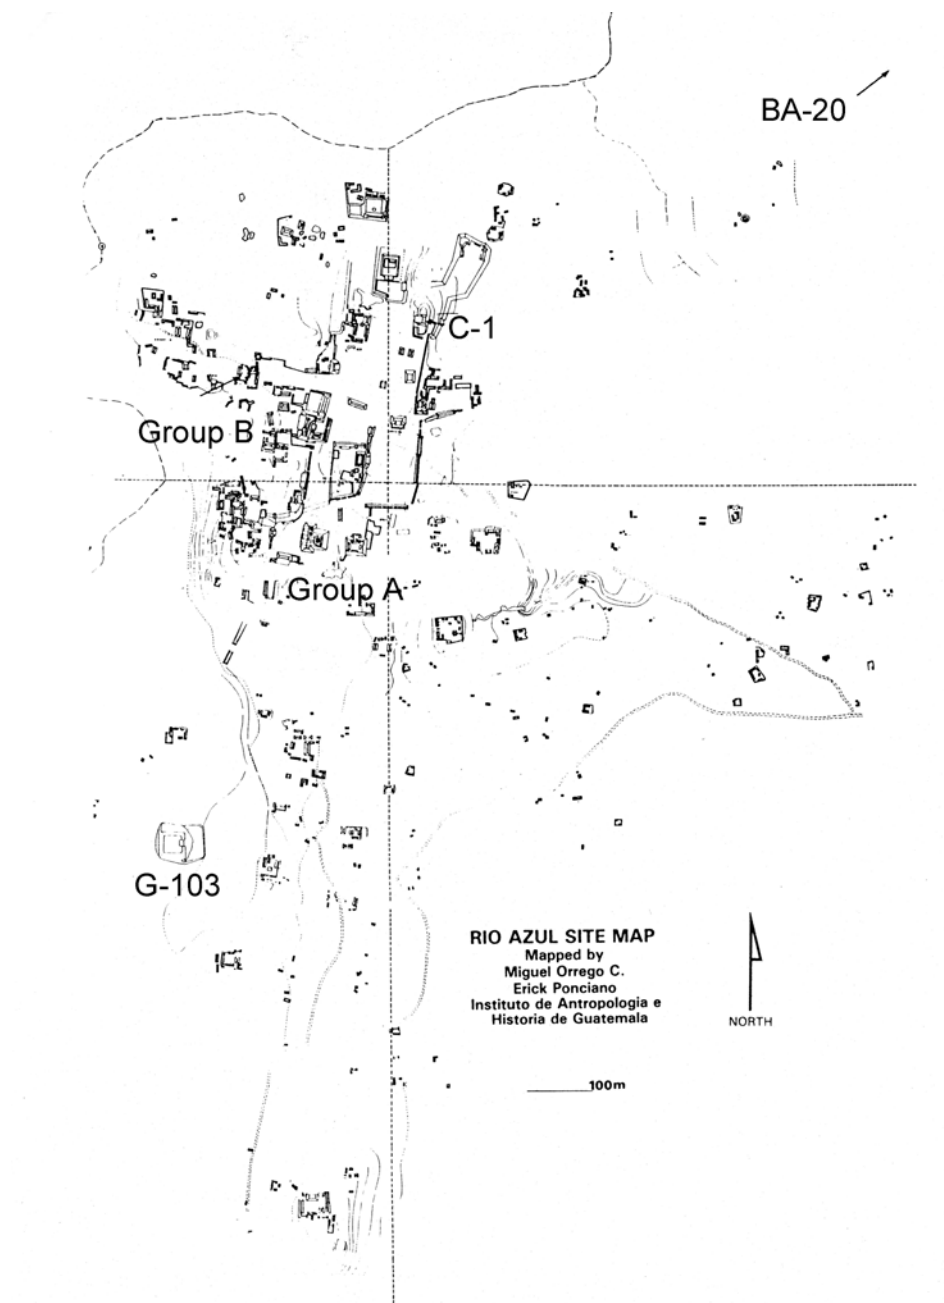 BA-20
C-1
Group B
Group A
G-103
RIO AZUL SITE MAP
Mapped by
Miguel Orrego C.
Erick Ponciano
Instituto de Antropologia e
Historia de Guatemala
NORTH
100m